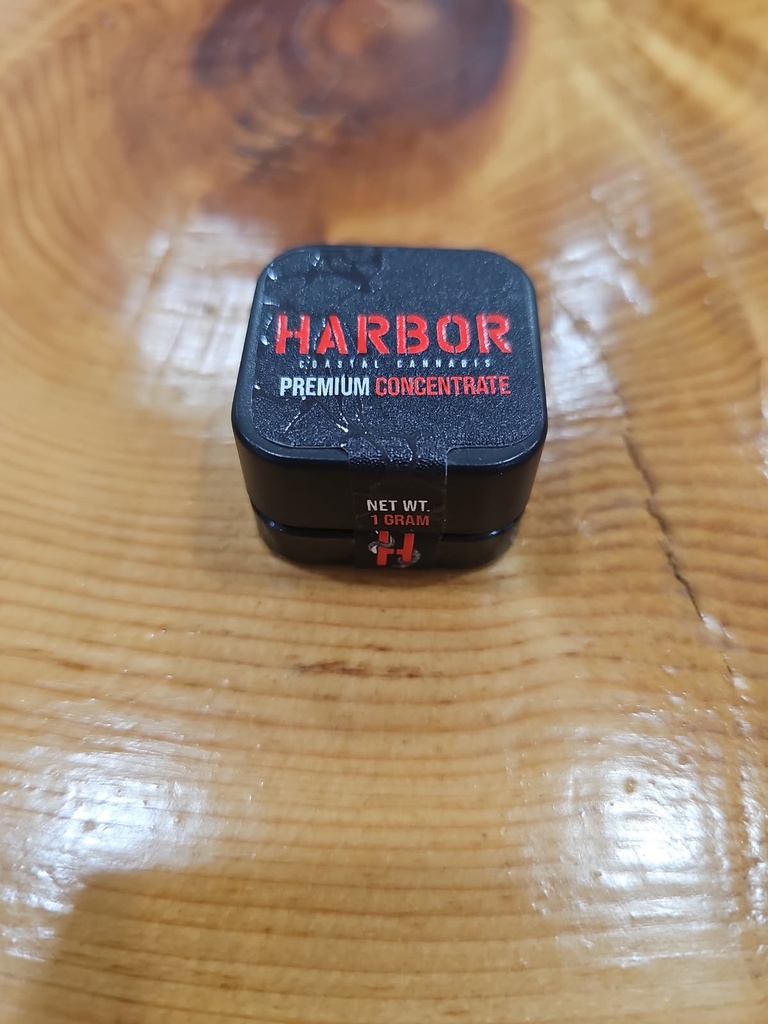 HARBOR
COASTAL CANNABIS
PREMIUM CONCENTRATE
NET WT.
1 GRAM
H